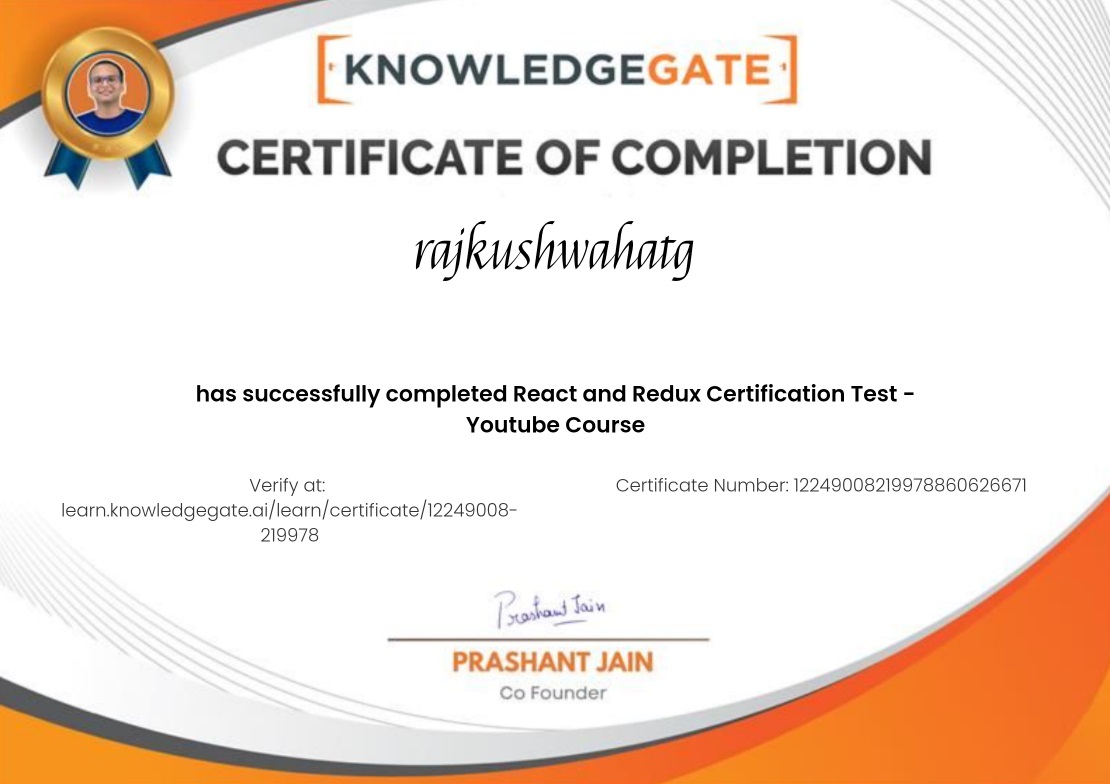 KNOWLEDGEGATE
CERTIFICATE OF COMPLETION
rajkushwahatg
has successfully completed React and Redux Certification Test -
Youtube Course
Verify at:
learn.knowledgegate.ai/learn/certificate/12249008-
219978
Certificate Number: 12249008219978860626671
Prashant Jain
PRASHANT JAIN
Co Founder